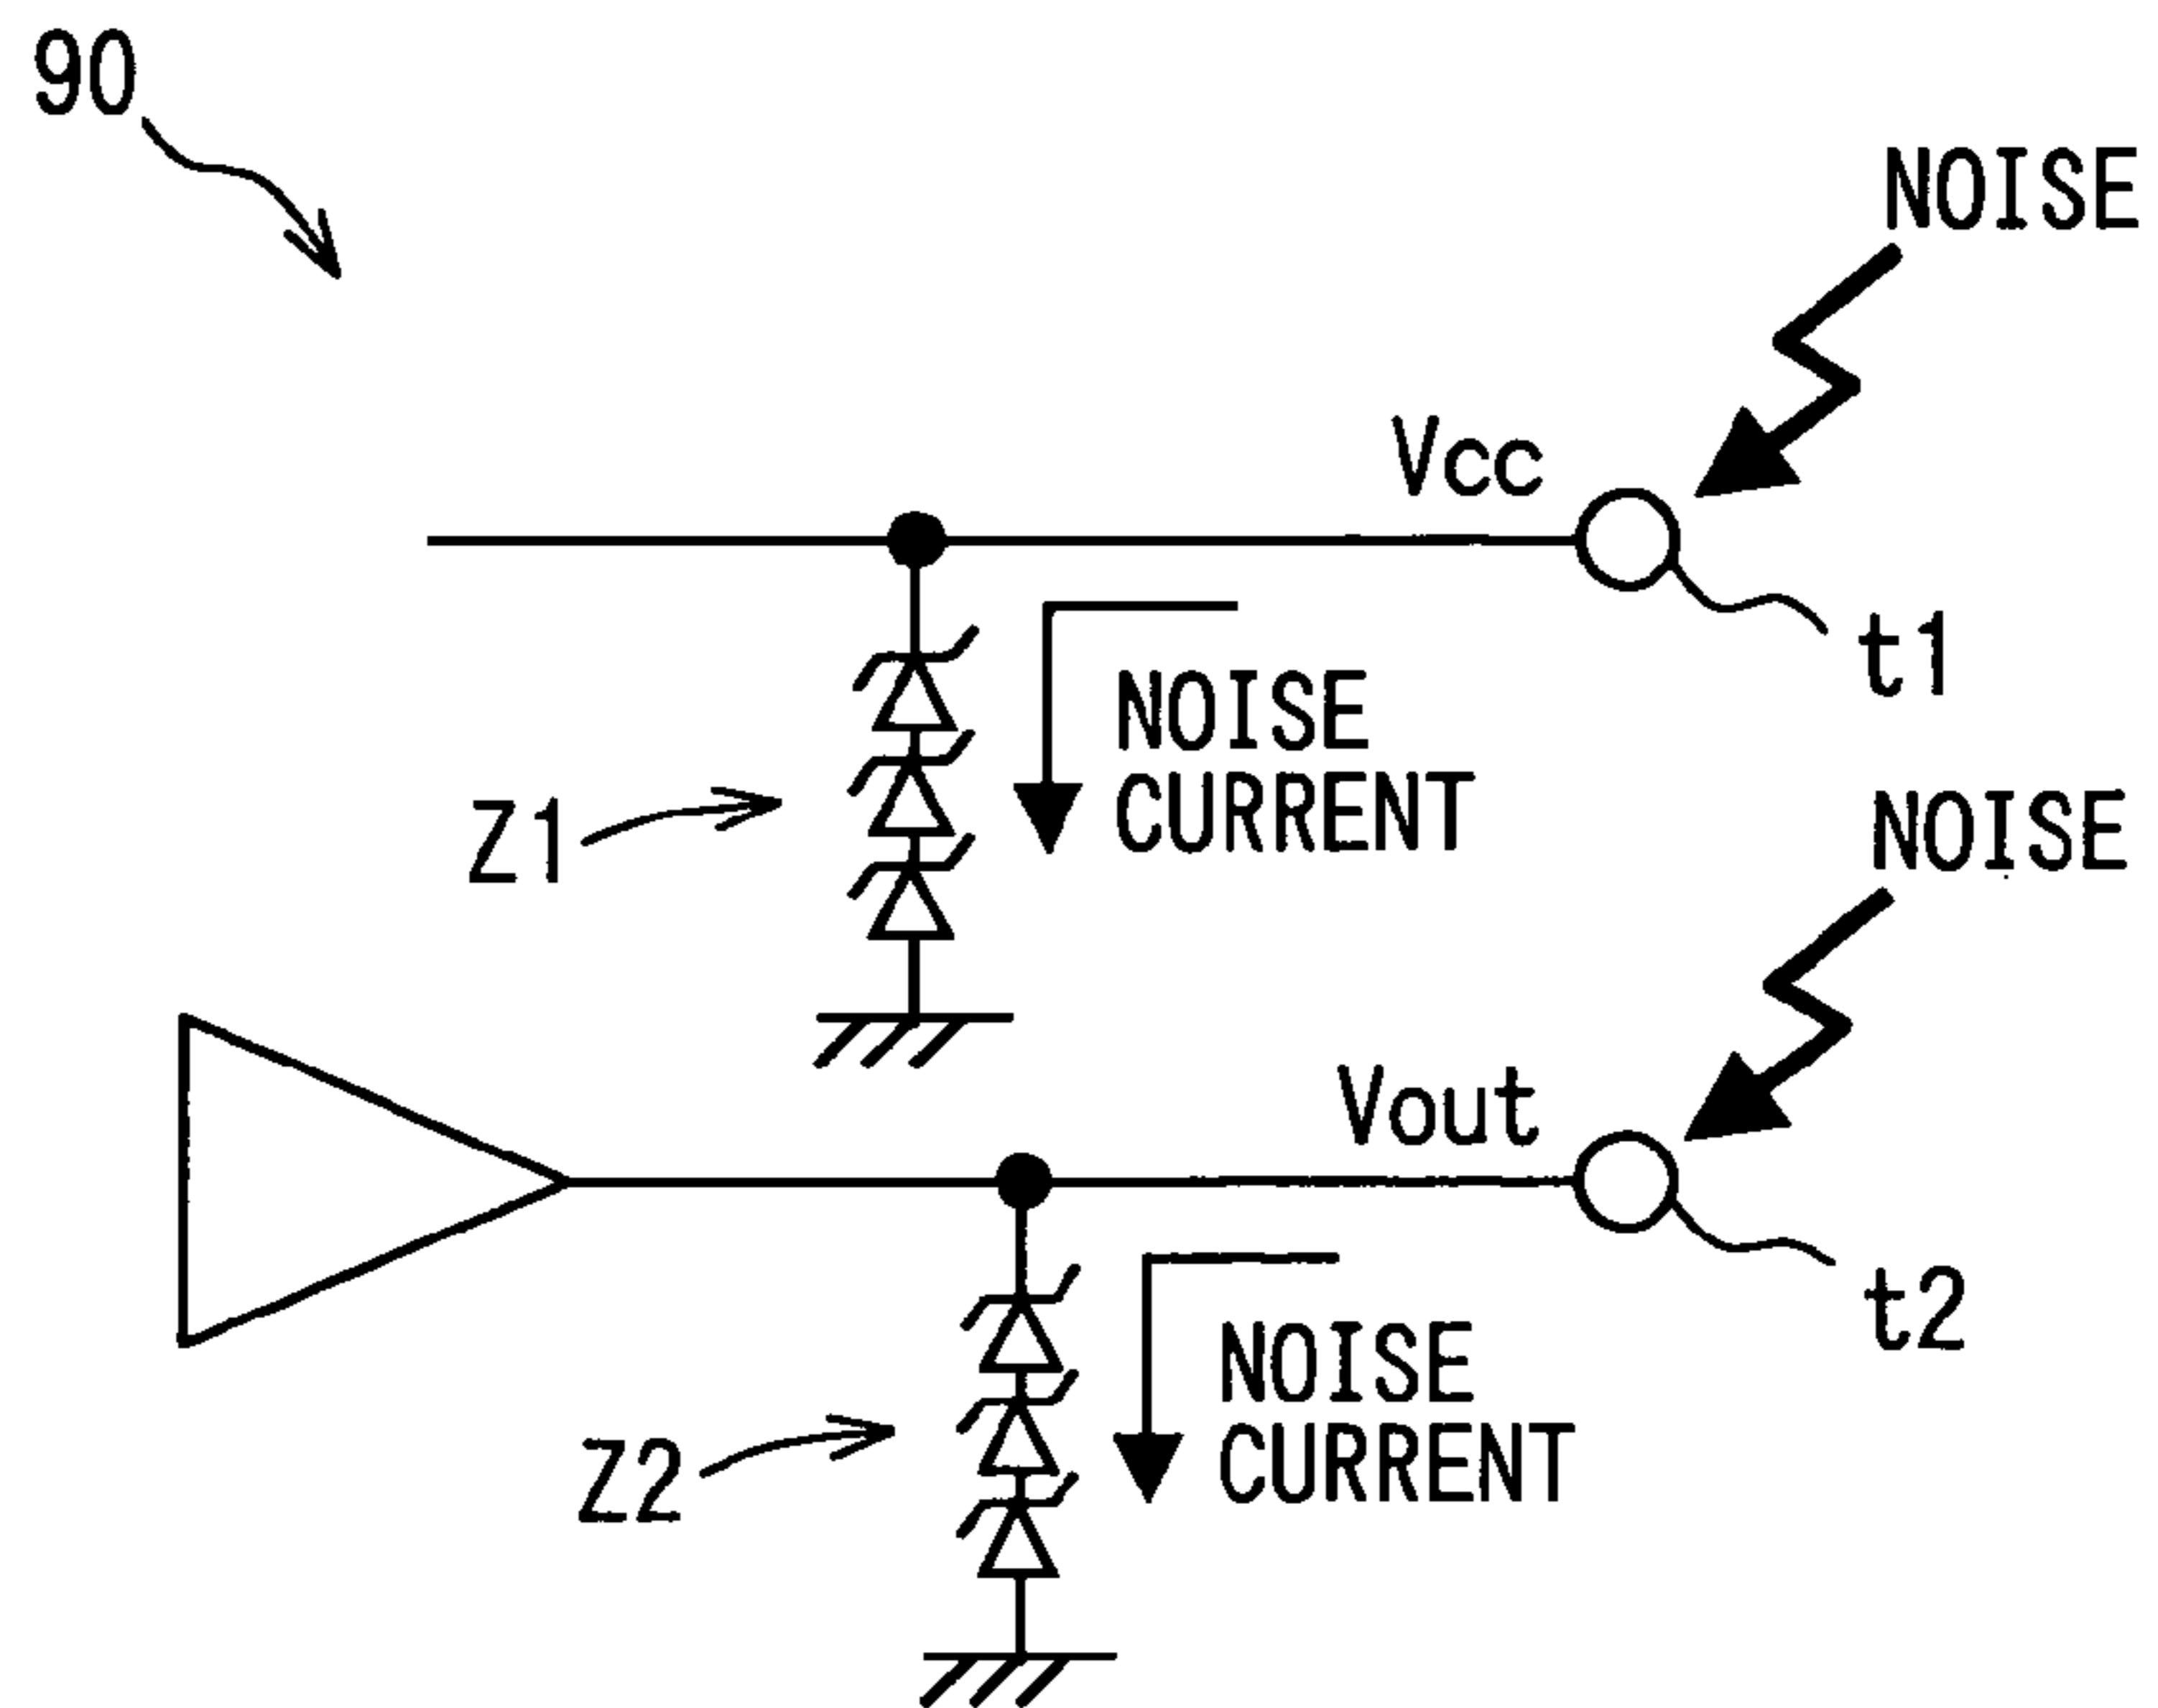 90
NOISE
Vcc
t1
NOISE
CURRENT
Z1
NOISE
Vout
t2
NOISE
CURRENT
Z2